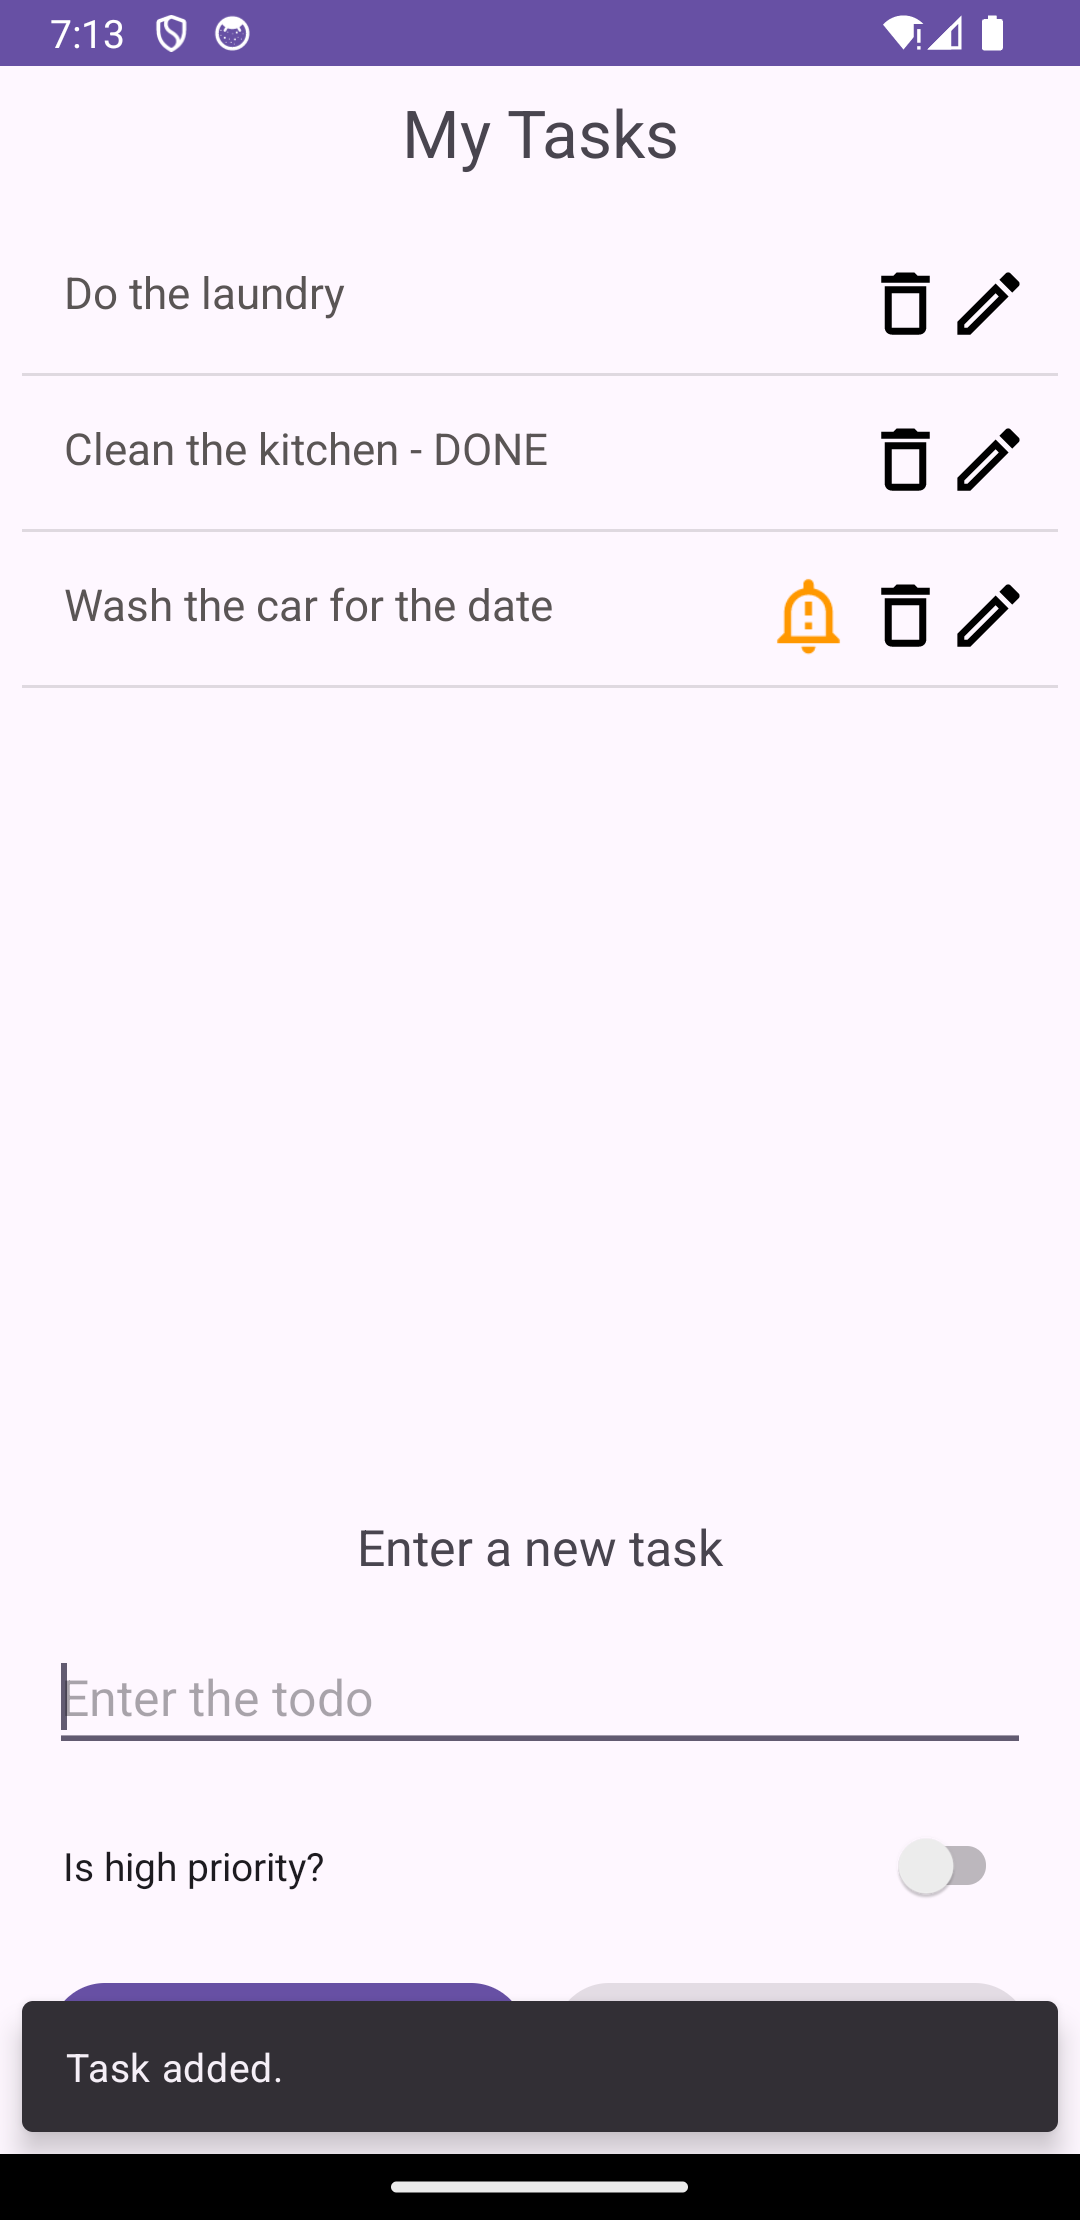 7:13
My Tasks
Do the laundry
Clean the kitchen - DONE
Wash the car for the date
Enter a new task
Enter the todo
Is high priority?
Task added.